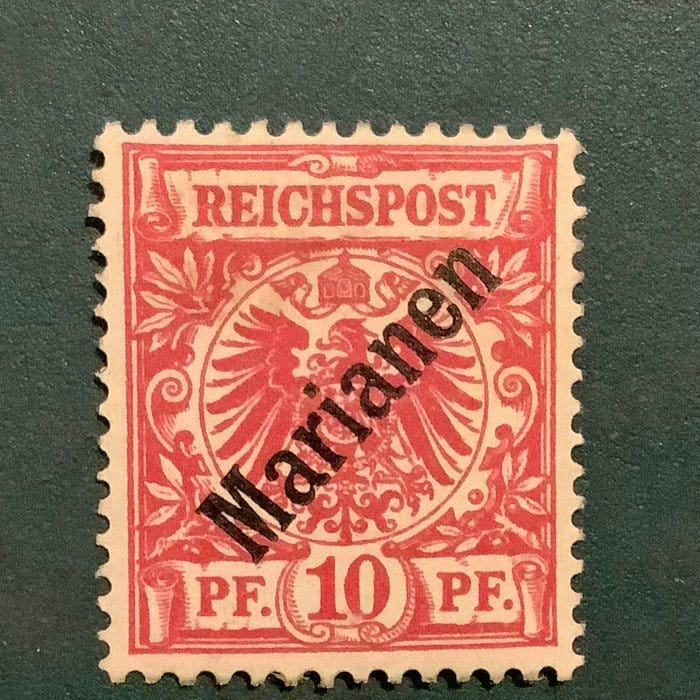 REICHSPOST
Marianen
PF. 10 PF.